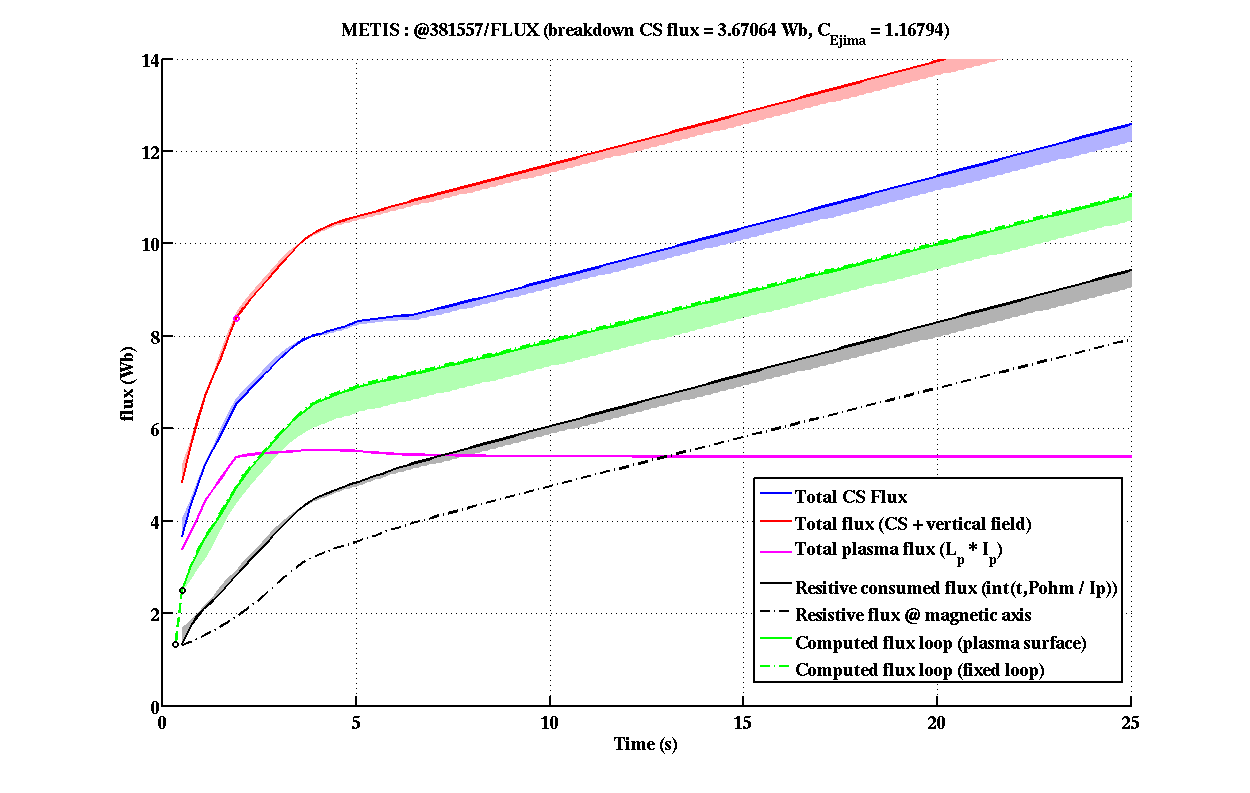 METIS : @381557/FLUX (breakdown CS flux = 3.67064 Wb, C_Ejima = 1.16794)
14
12
10
8
6
4
2
0
flux (Wb)
Total CS Flux
Total flux (CS + vertical field)
Total plasma flux (L_p * I_p)
Resitive consumed flux (int(t,Pohm / Ip))
Resistive flux @ magnetic axis
Computed flux loop (plasma surface)
Computed flux loop (fixed loop)
0 5 10 15 20 25
Time (s)